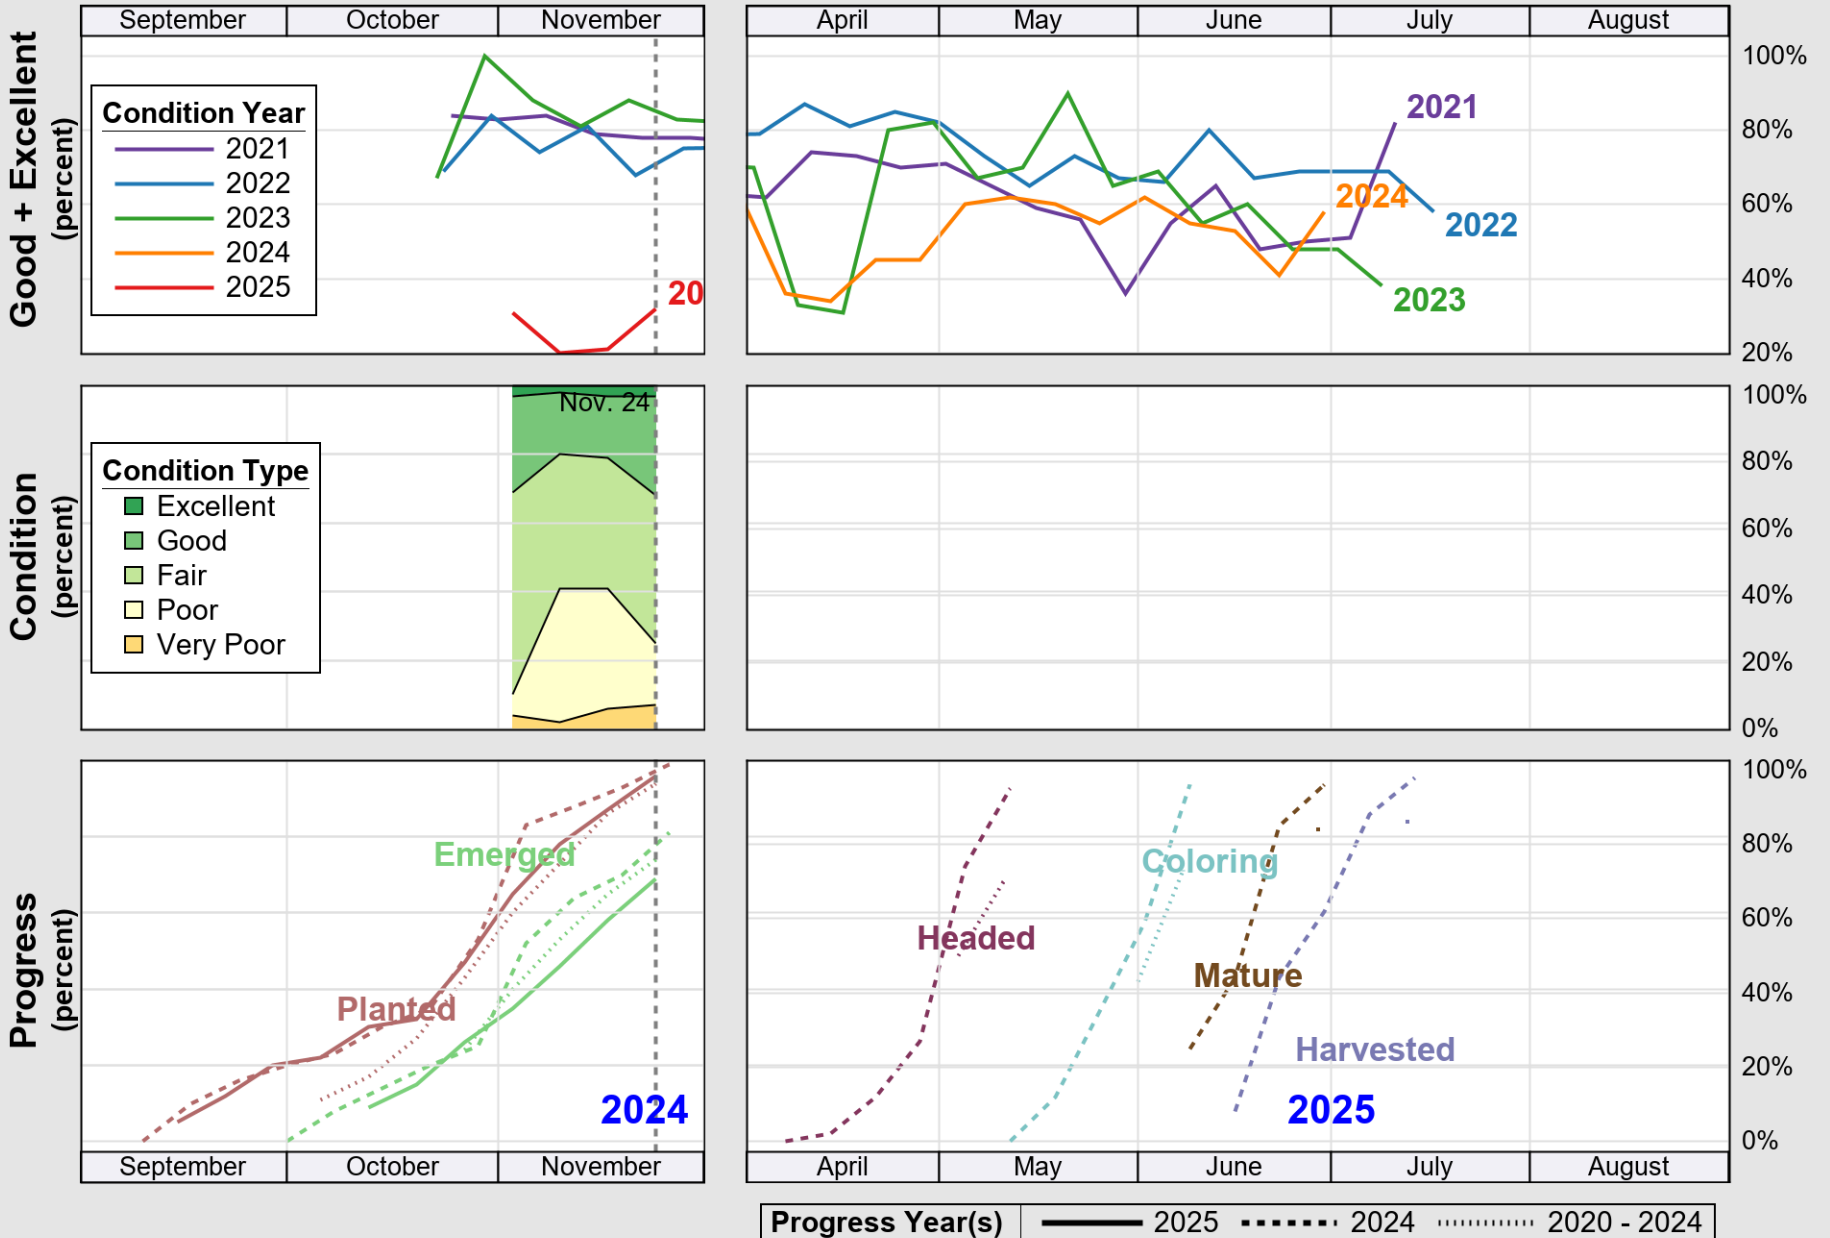 September October November April May June July August
Good + Excellent
(percent)
Condition Year
2021
2022
2023
2024
2025
20
2021
2024
2022
2023
100%
80%
60%
40%
20%
Condition
(percent)
Nov. 24
Condition Type
Excellent
Good
Fair
Poor
Very Poor
100%
80%
60%
40%
20%
0%
Progress
(percent)
Emerged
Planted
2024
Coloring
Headed
Mature
Harvested
2025
100%
80%
60%
40%
20%
0%
September October November April May June July August
Progress Year(s) 2025 2024 2020 - 2024